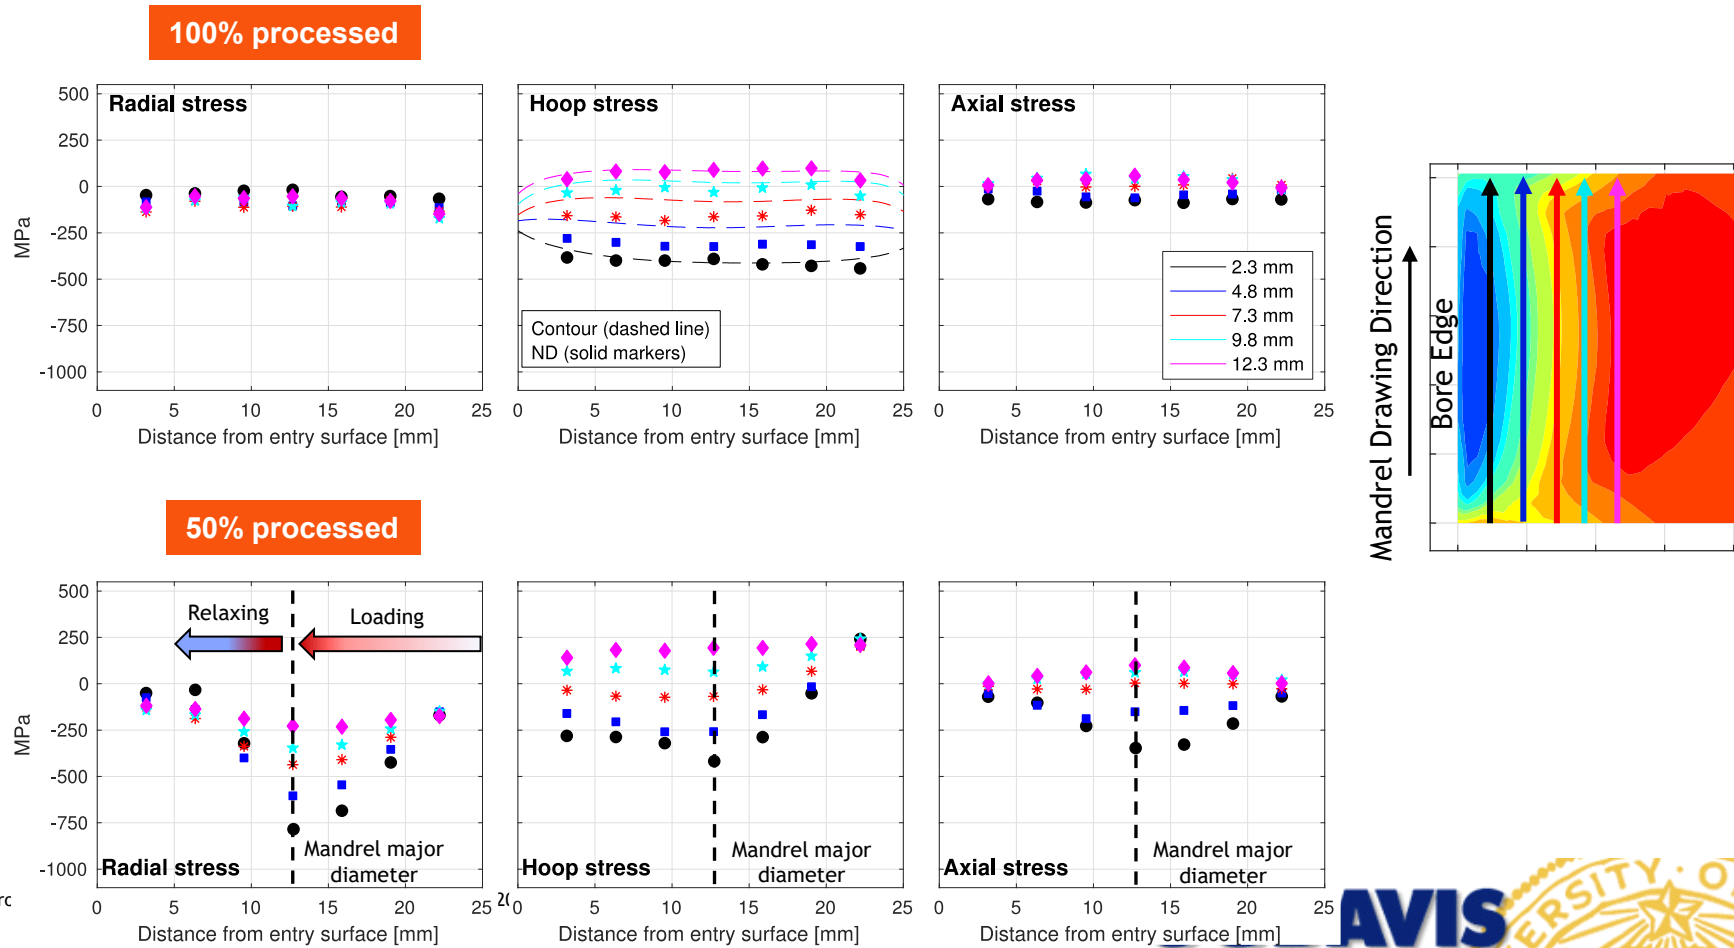 100% processed
500
250
0
-250
-500
-750
-1000
MPa
Radial stress
0 5 10 15 20 25
Distance from entry surface [mm]
Hoop stress
Contour (dashed line)
ND (solid markers)
0 5 10 15 20 25
Distance from entry surface [mm]
Axial stress
2.3 mm
4.8 mm
7.3 mm
9.8 mm
12.3 mm
0 5 10 15 20 25
Distance from entry surface [mm]
Mandrel Drawing Direction
Bore Edge
50% processed
500
250
0
-250
-500
-750
-1000
MPa
Relaxing
Loading
Radial stress
Mandrel major
diameter
0 5 10 15 20 25
Distance from entry surface [mm]
Hoop stress
Mandrel major
diameter
0 5 10 15 20 25
Distance from entry surface [mm]
Axial stress
Mandrel major
diameter
0 5 10 15 20 25
Distance from entry surface [mm]
AVIS